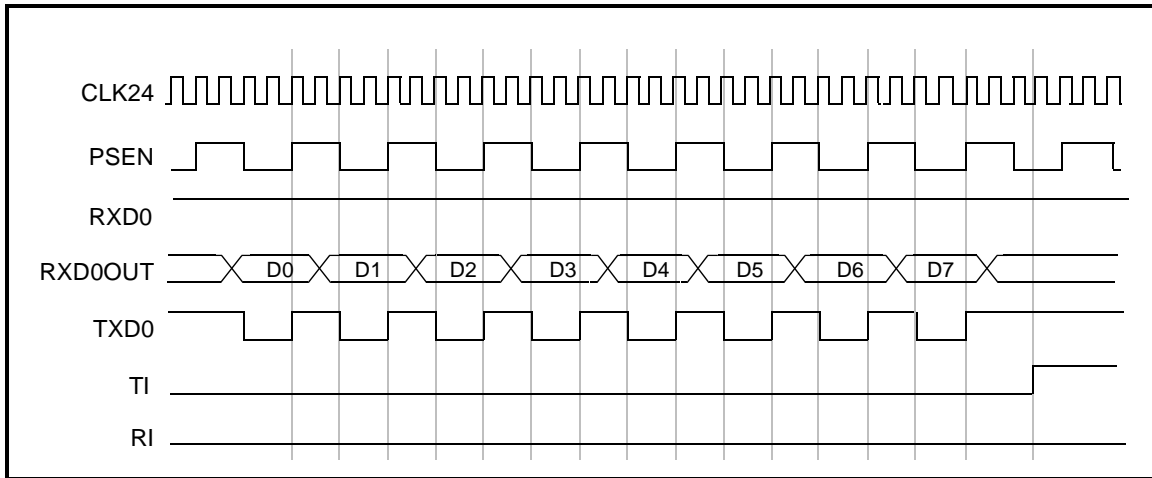 CLK24
PSEN
RXD0
RXD0OUT D0 D1 D2 D3 D4 D5 D6 D7
TXD0
TI
RI